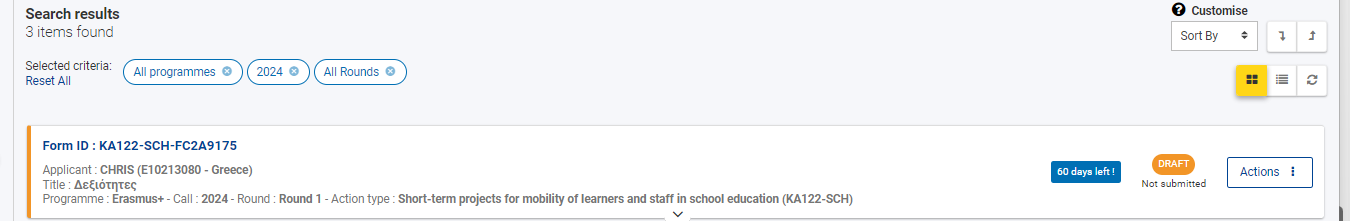 Search results
3 items found
Customise
Sort By
Selected criteria:
Reset All
All programmes
2024
All Rounds
Form ID : KA122-SCH-FC2A9175
Applicant : CHRIS (E10213080 - Greece)
Title : Δεξιότητες
Programme : Erasmus+ - Call : 2024 - Round : Round 1 - Action type : Short-term projects for mobility of learners and staff in school education (KA122-SCH)
60 days left !
DRAFT
Not submitted
Actions